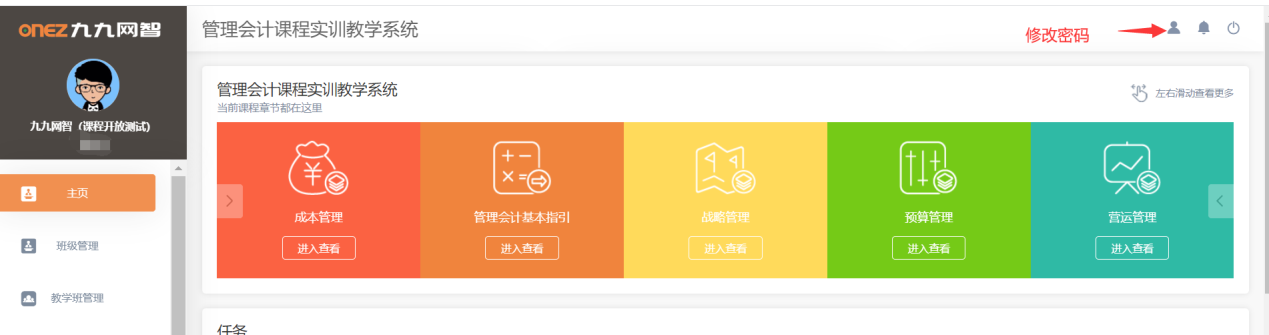 onez 九九网智
管理会计课程实训教学系统
修改密码
九九网智(课程开放测试)
主页
班级管理
教学班管理
管理会计课程实训教学系统
当前课程章节都在这里
左右滑动查看更多
成本管理
管理会计基本指引
战略管理
预算管理
营运管理
进入查看
进入查看
进入查看
进入查看
进入查看
任务